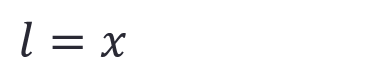 l = x